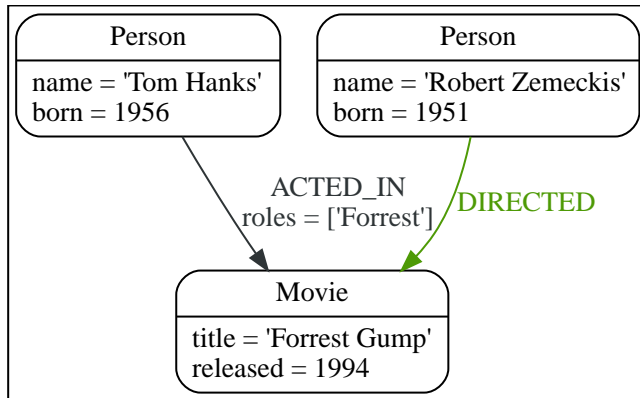 Person
name = 'Tom Hanks'
born = 1956
Person
name = 'Robert Zemeckis'
born = 1951
ACTED_IN
roles = ['Forrest']
DIRECTED
Movie
title = 'Forrest Gump'
released = 1994